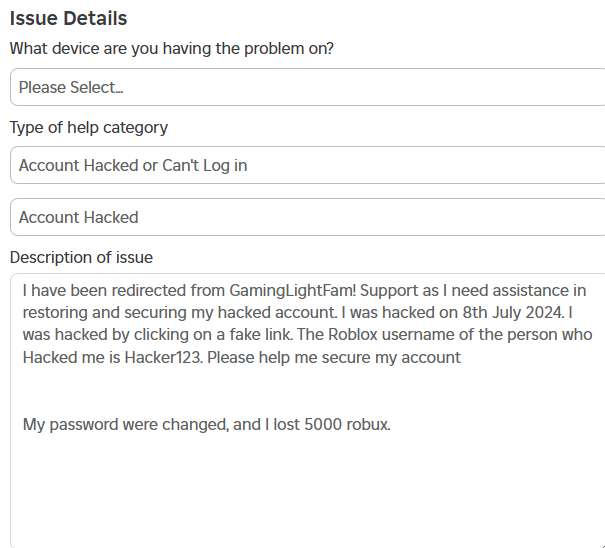 Issue Details
What device are you having the problem on?
Please Select...
Type of help category
Account Hacked or Can't Log in
Account Hacked
Description of issue
I have been redirected from GamingLightFam! Support as I need assistance in
restoring and securing my hacked account. I was hacked on 8th July 2024. I
was hacked by clicking on a fake link. The Roblox username of the person who
Hacked me is Hacker123. Please help me secure my account
My password were changed, and I lost 5000 robux.